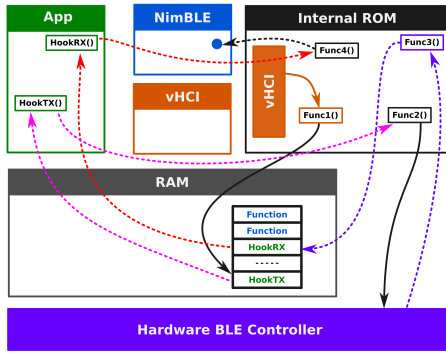 App
NimBLE
Internal ROM
HookRX()
Func4()
Func3()
vHCI
vHCI
HookTX()
Func1()
Func2()
RAM
Function
Function
HookRX
-----
HookTX
Hardware BLE Controller